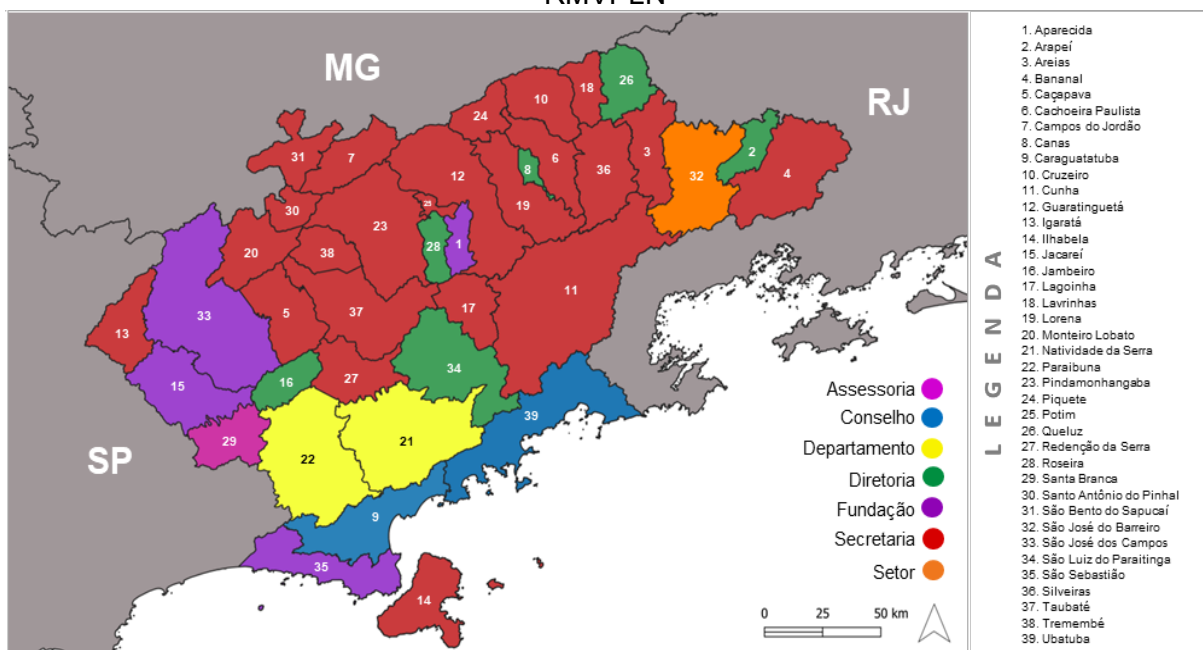 RMVPLN
MG
RJ
SP
26
18
10
24
31
7
12
8
6
36
3
32
2
4
30
23
25
19
20
38
28
1
33
5
37
17
11
13
15
16
27
34
29
22
21
39
9
35
14
Assessoria
Conselho
Departamento
Diretoria
Fundação
Secretaria
Setor
0 25 50 km
LEGENDA
1. Aparecida
2. Arapeí
3. Areias
4. Bananal
5. Caçapava
6. Cachoeira Paulista
7. Campos do Jordão
8. Canas
9. Caraguatatuba
10. Cruzeiro
11. Cunha
12. Guaratinguetá
13. Igaratá
14. Ilhabela
15. Jacareí
16. Jambeiro
17. Lagoinha
18. Lavrinhas
19. Lorena
20. Monteiro Lobato
21. Natividade da Serra
22. Paraibuna
23. Pindamonhangaba
24. Piquete
25. Potim
26. Queluz
27. Redenção da Serra
28. Roseira
29. Santa Branca
30. Santo Antônio do Pinhal
31. São Bento do Sapucaí
32. São José do Barreiro
33. São José dos Campos
34. São Luiz do Paraitinga
35. São Sebastião
36. Silveiras
37. Taubaté
38. Tremembé
39. Ubatuba